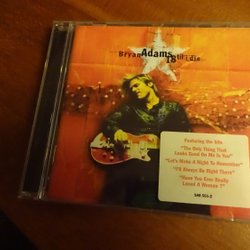 Bryan Adams 18 til i die
Featuring the hits
"The Only Thing That
Looks Good On Me Is You"
"Let's Make A Night To Remember"
"I'll Always Be Right There"
"Have You Ever Really
Loved A Woman ?"